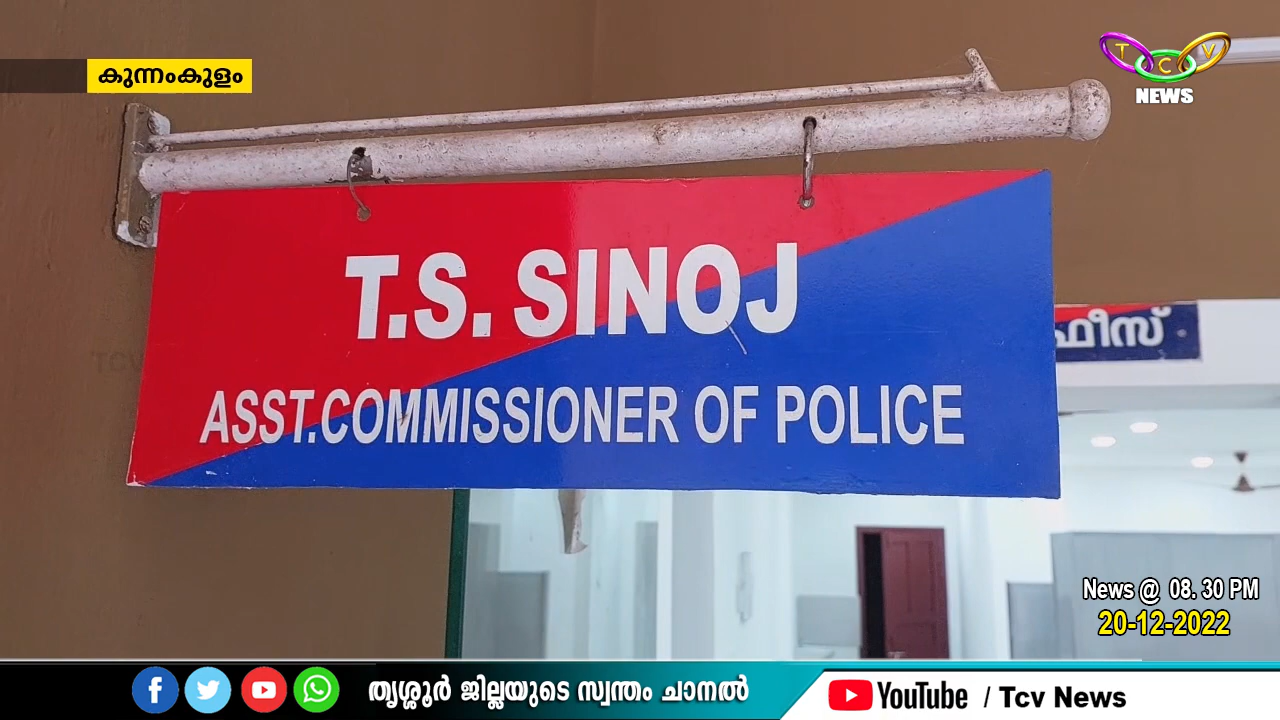 കുന്നംകുളം
T C V
NEWS
T.S. SINOJ
ASST.COMMISSIONER OF POLICE
ഫീസ്
News @ 08. 30 PM
20-12-2022
തൃശ്ശൂർ ജില്ലയുടെ സ്വന്തം ചാനൽ
YouTube / Tcv News